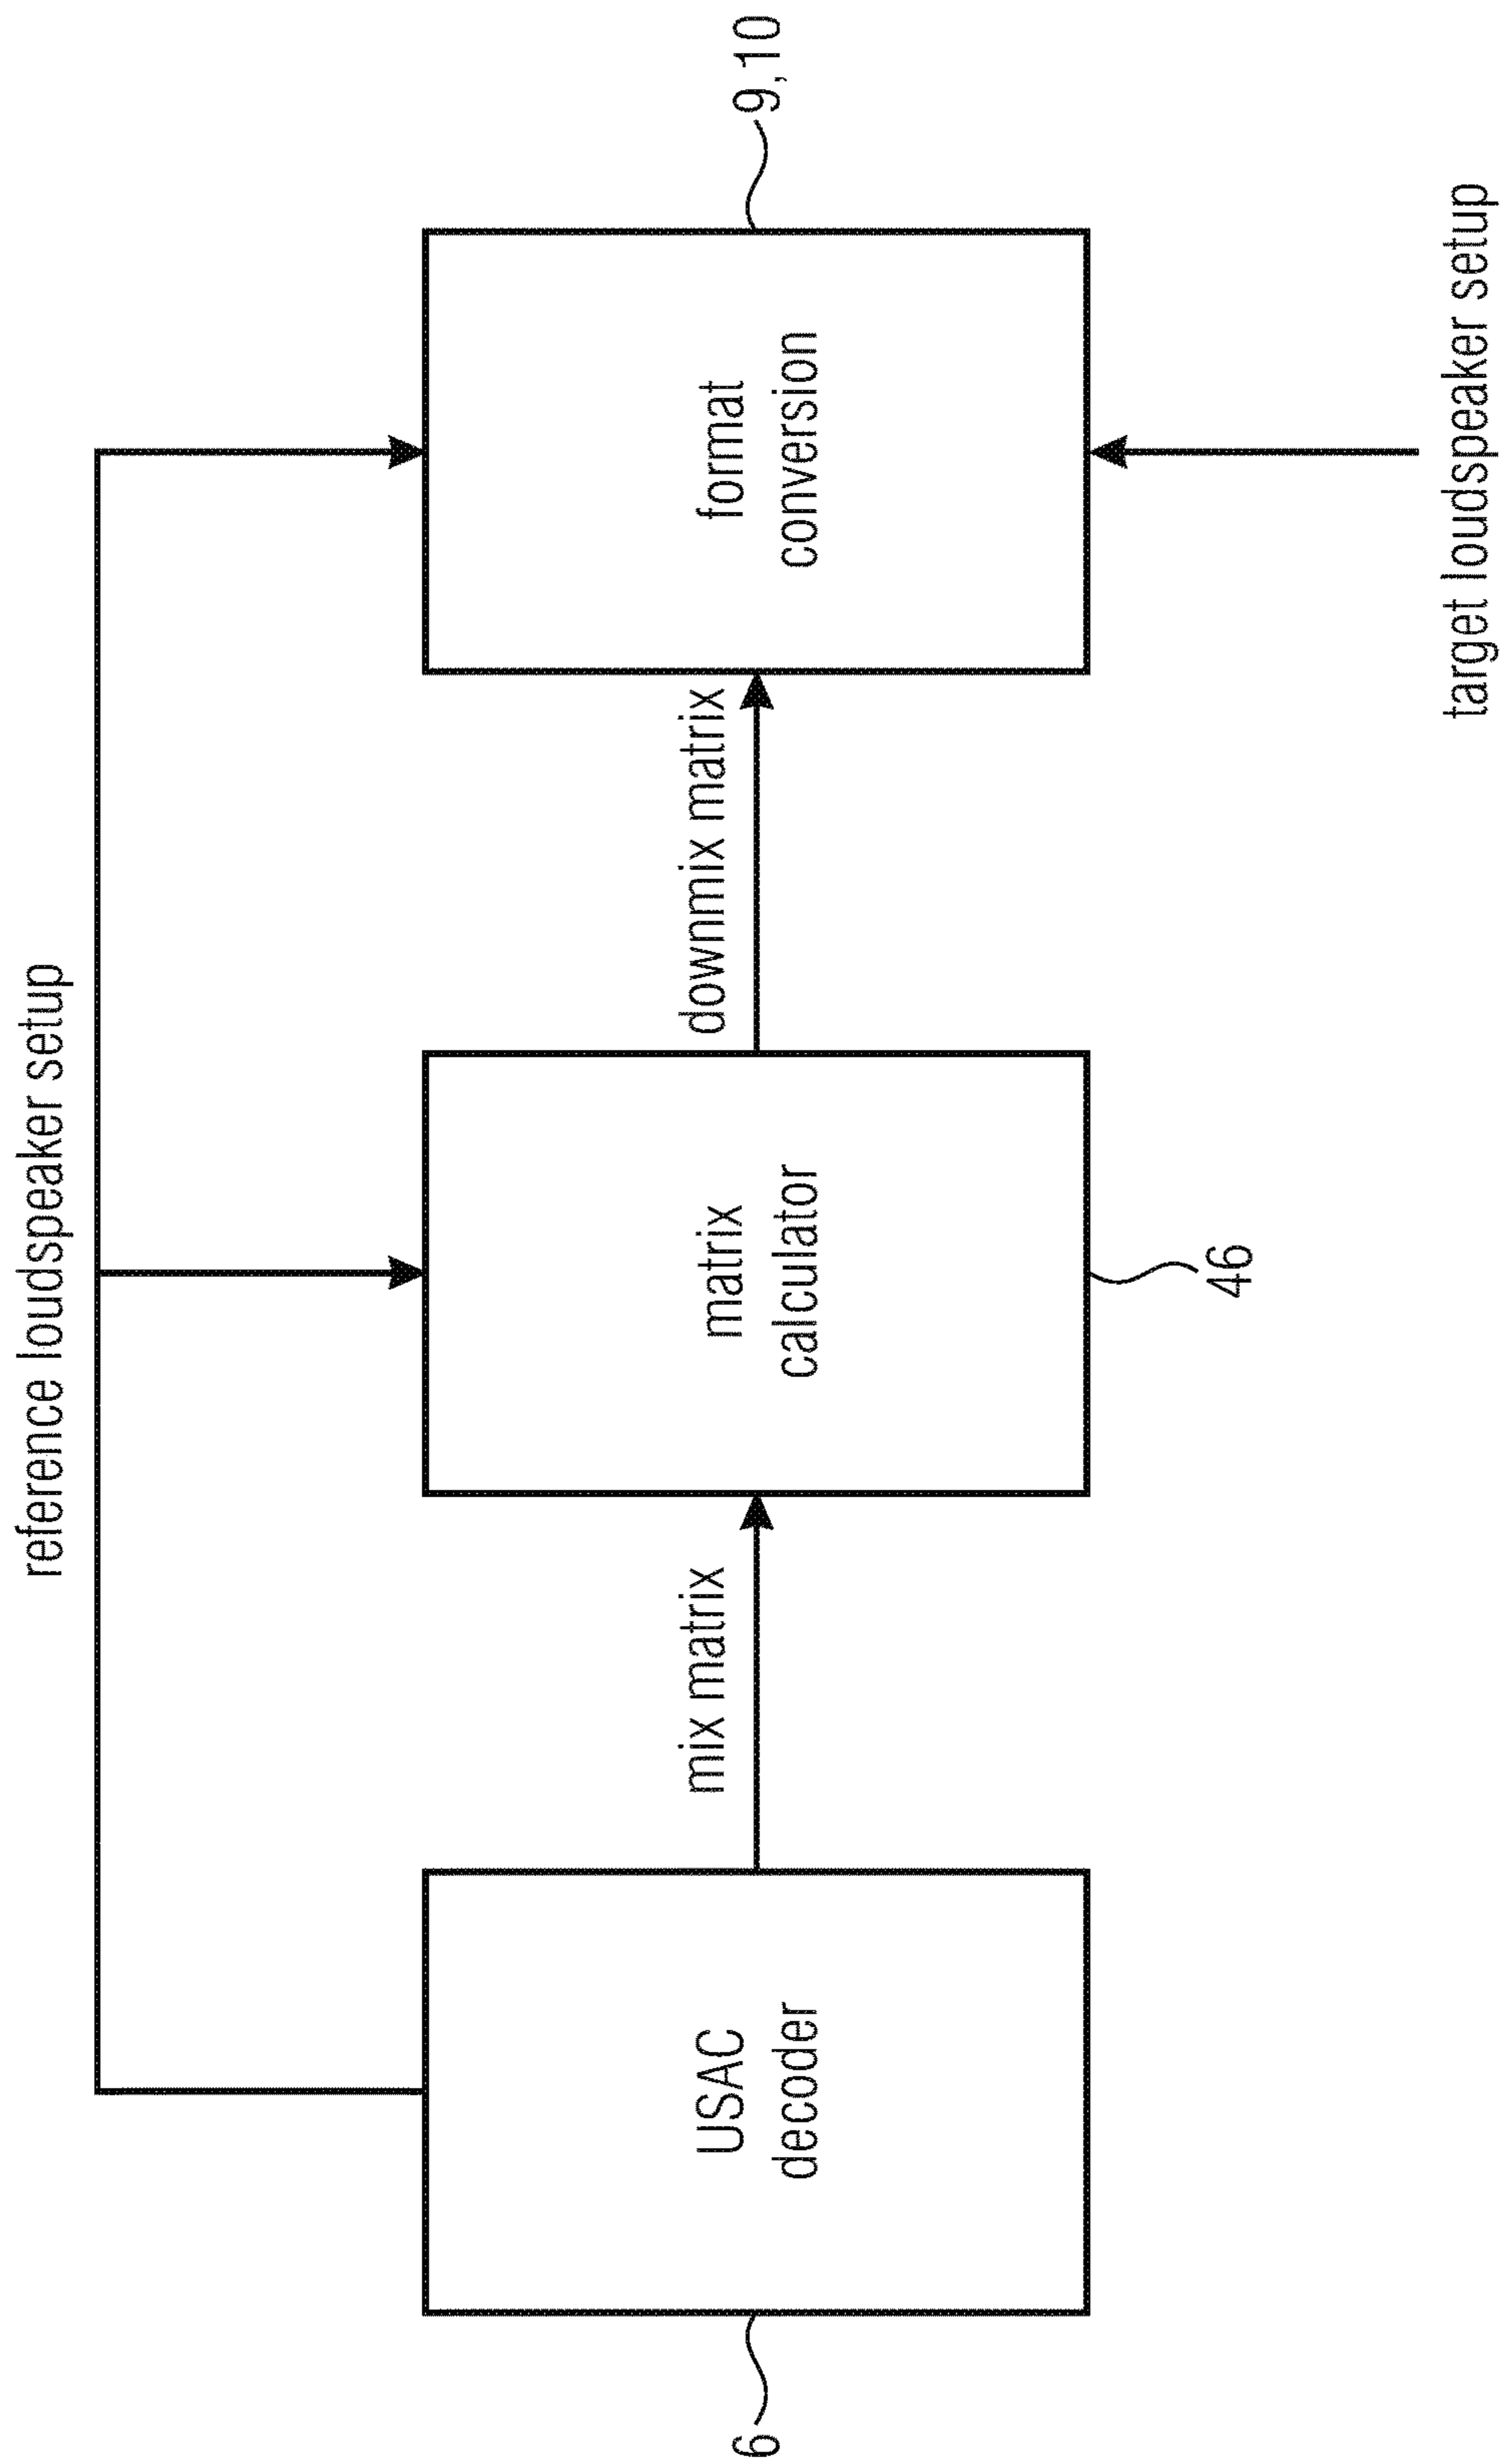 reference loudspeaker setup
6
USAC
decoder
mix matrix
matrix
calculator
46
downmix matrix
format
conversion
9,10
target loudspeaker setup